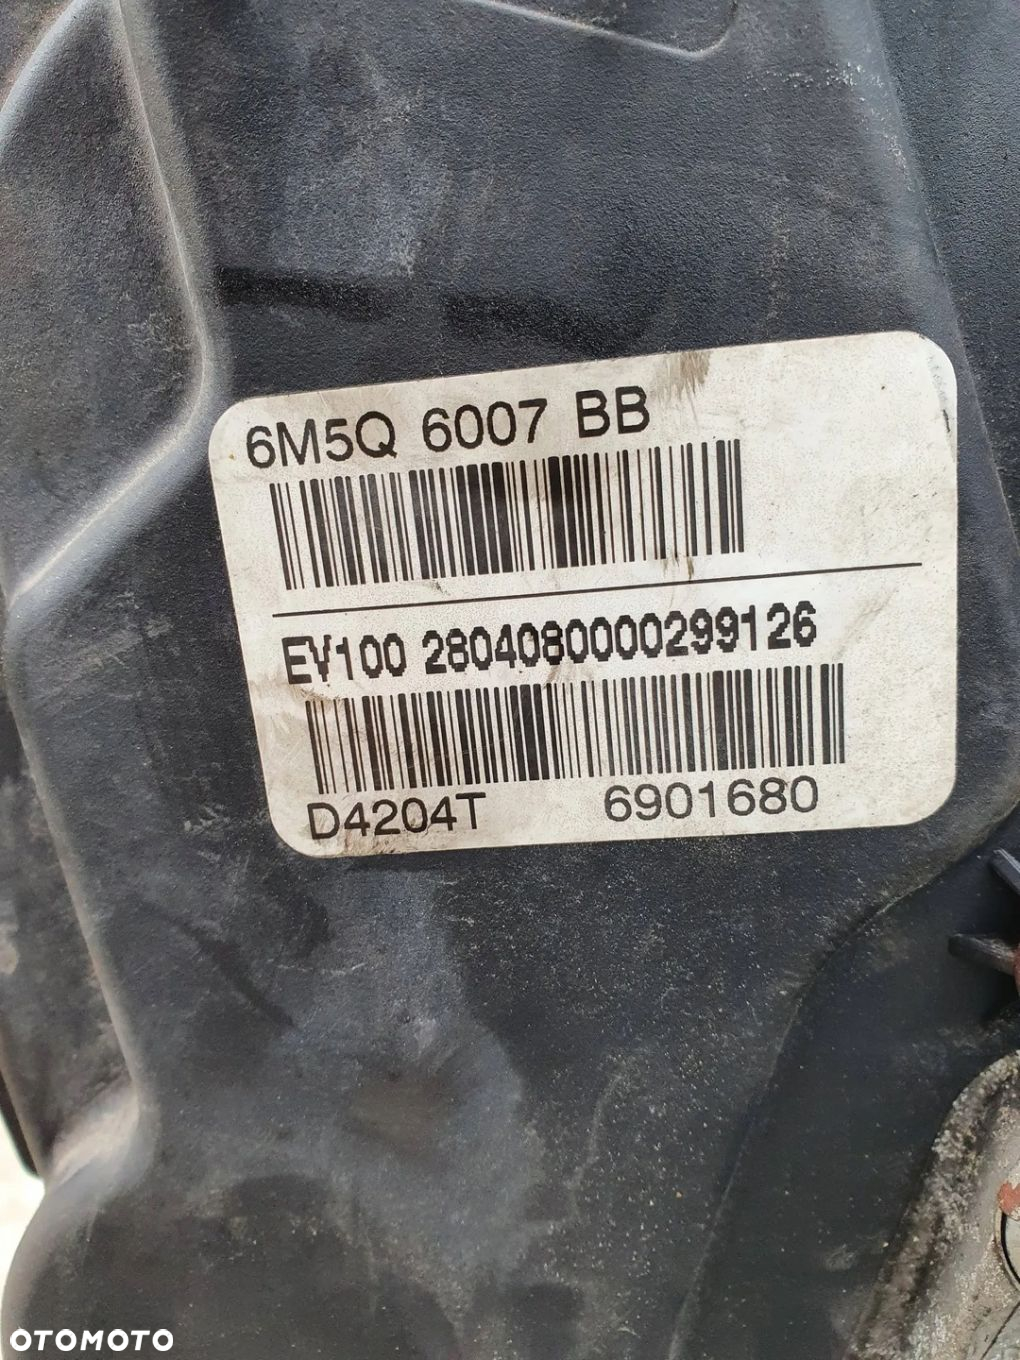 6M5Q 6007 BB
EV100 2804080000299126
D4204T 6901680
OTOMOTO